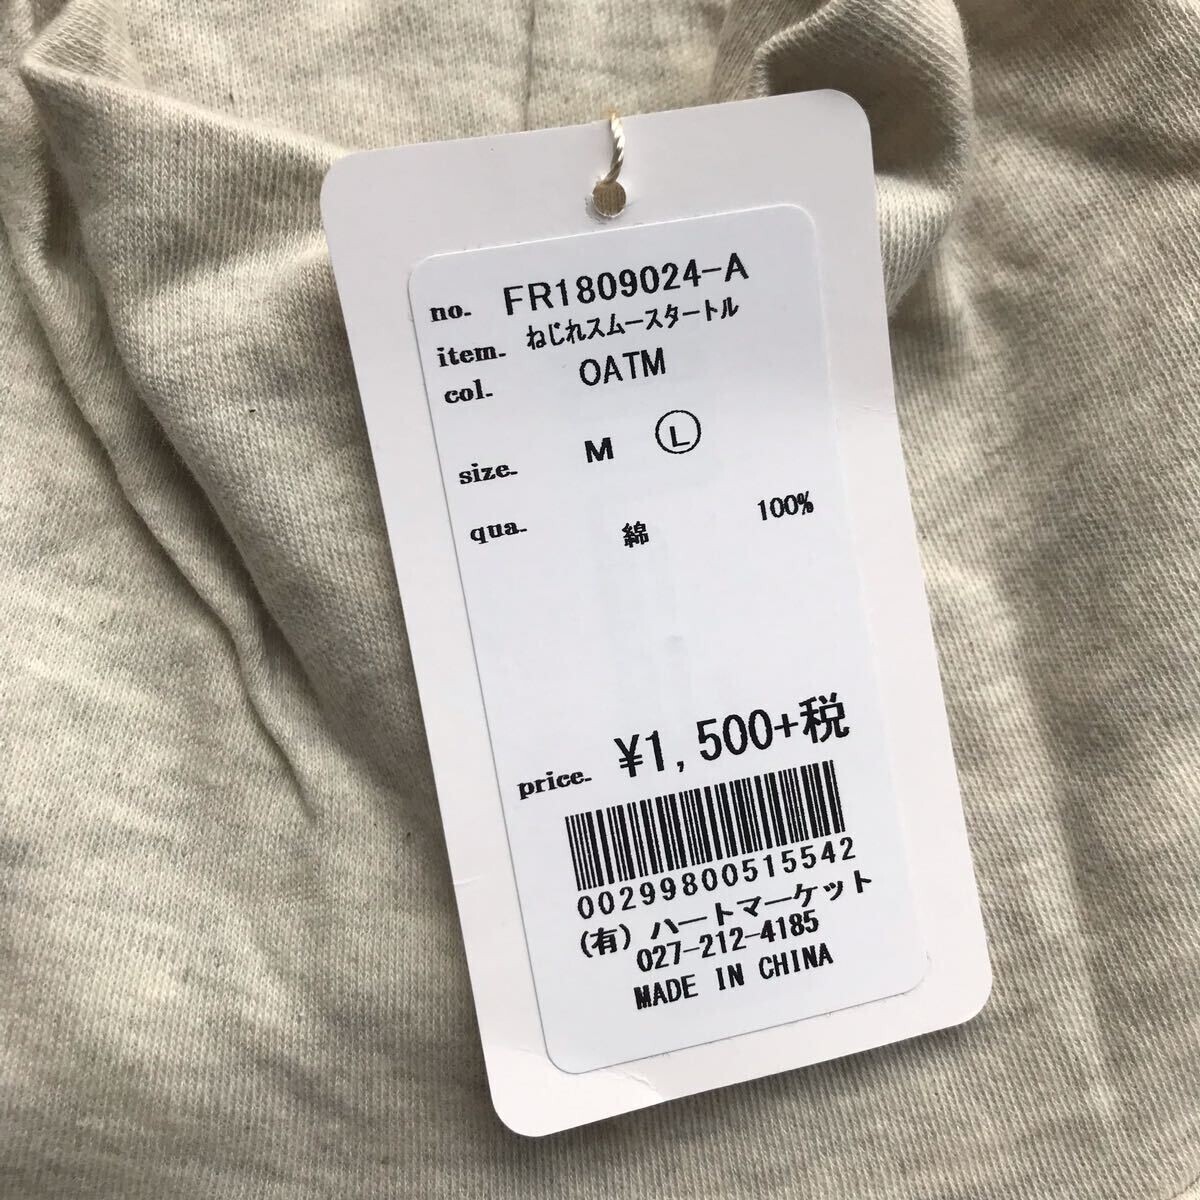 no. FR1809024-A
item. ねじれスムースタートル
col. OATM
size. M L
qua. 綿 100%
price. ¥1,500+税
00299800515542
(有)ハートマーケット
027-212-4185
MADE IN CHINA